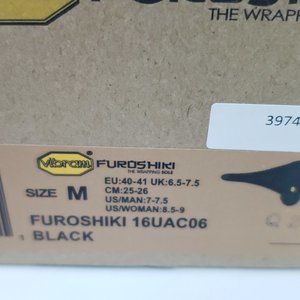 THE WRAPP
3974
vibram FUROSHIKI
THE WRAPPING SOLE
SIZE M
EU:40-41 UK:6.5-7.5
CM:25-26
US/MAN:7-7.5
US/WOMAN:8.5-9
FUROSHIKI 16UAC06
BLACK